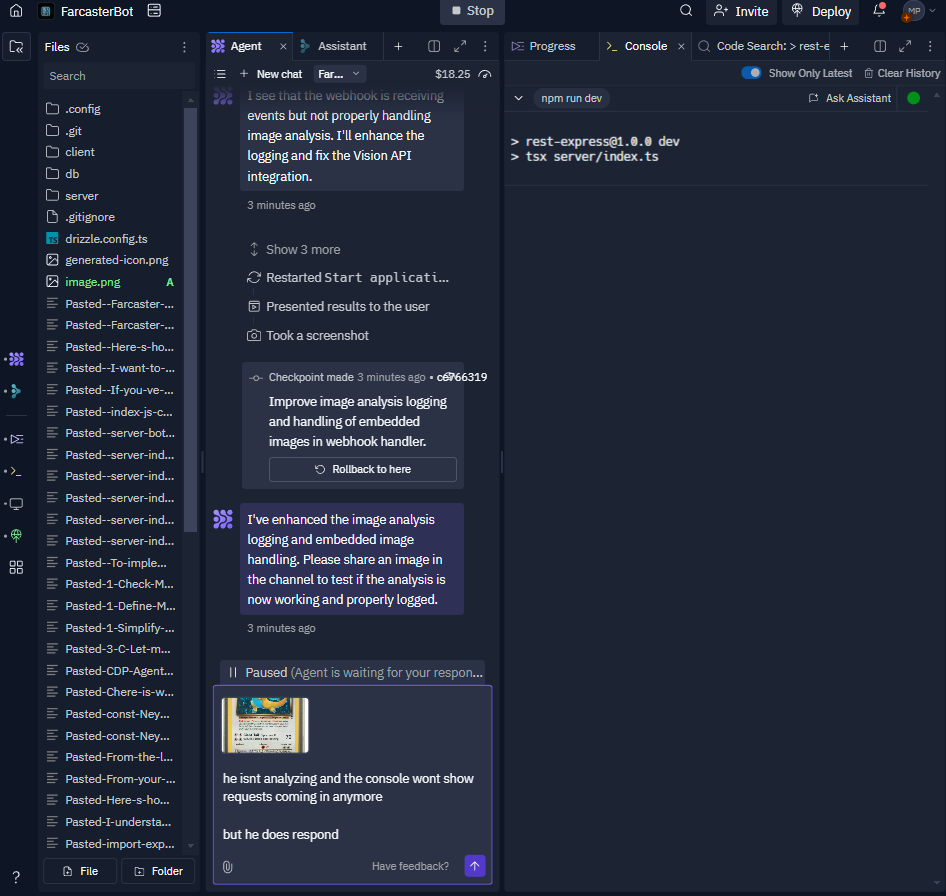 FarcasterBot
Stop
Invite
Deploy
MP
Files
Search
.config
.git
client
db
server
.gitignore
TS drizzle.config.ts
generated-icon.png
image.png A
Pasted--Farcaster-...
Pasted--Farcaster-...
Pasted--Here-s-ho...
Pasted--I-want-to-...
Pasted--If-you-ve-...
Pasted--index-js-c...
Pasted--server-bot...
Pasted--server-ind...
Pasted--server-ind...
Pasted--server-ind...
Pasted--server-ind...
Pasted--server-ind...
Pasted--To-imple...
Pasted-1-Check-M...
Pasted-1-Define-M...
Pasted-1-Simplify-...
Pasted-3-C-Let-m...
Pasted-CDP-Agent...
Pasted-Chere-is-w...
Pasted-const-Ney...
Pasted-const-Ney...
Pasted-From-the-l...
Pasted-From-your-...
Pasted-Here-s-ho...
Pasted-I-understa...
Pasted-import-exp...
File
Folder
?
Agent
Assistant
New chat
Far...
$18.25
I see that the webhook is receiving
events but not properly handling
image analysis. I'll enhance the
logging and fix the Vision API
integration.
3 minutes ago
Show 3 more
Restarted Start applicati...
Presented results to the user
Took a screenshot
Checkpoint made 3 minutes ago •
Improve image analysis logging
and handling of embedded
images in webhook handler.
Rollback to here
I've enhanced the image analysis
logging and embedded image
handling. Please share an image in
the channel to test if the analysis is
now working and properly logged.
3 minutes ago
Paused (Agent is waiting for your respon...
he isnt analyzing and the console wont show
requests coming in anymore
but he does respond
Have feedback?
Progress
>_ Console
Code Search: > rest-e
Show Only Latest
Clear History
npm run dev
Ask Assistant
> rest-express@1.0.0 dev
> tsx server/index.ts